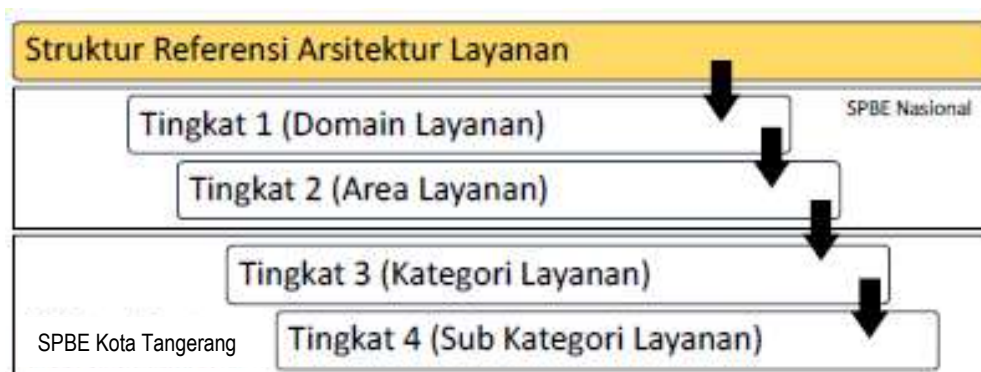 Struktur Referensi Arsitektur Layanan
SPBE Nasional
Tingkat 1 (Domain Layanan)
Tingkat 2 (Area Layanan)
Tingkat 3 (Kategori Layanan)
SPBE Kota Tangerang
Tingkat 4 (Sub Kategori Layanan)